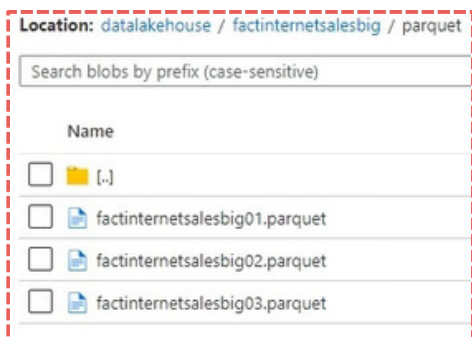 Location: datalakehouse / factinternetsalesbig / parquet
Search blobs by prefix (case-sensitive)
Name
[..]
factinternetsalesbig01.parquet
factinternetsalesbig02.parquet
factinternetsalesbig03.parquet